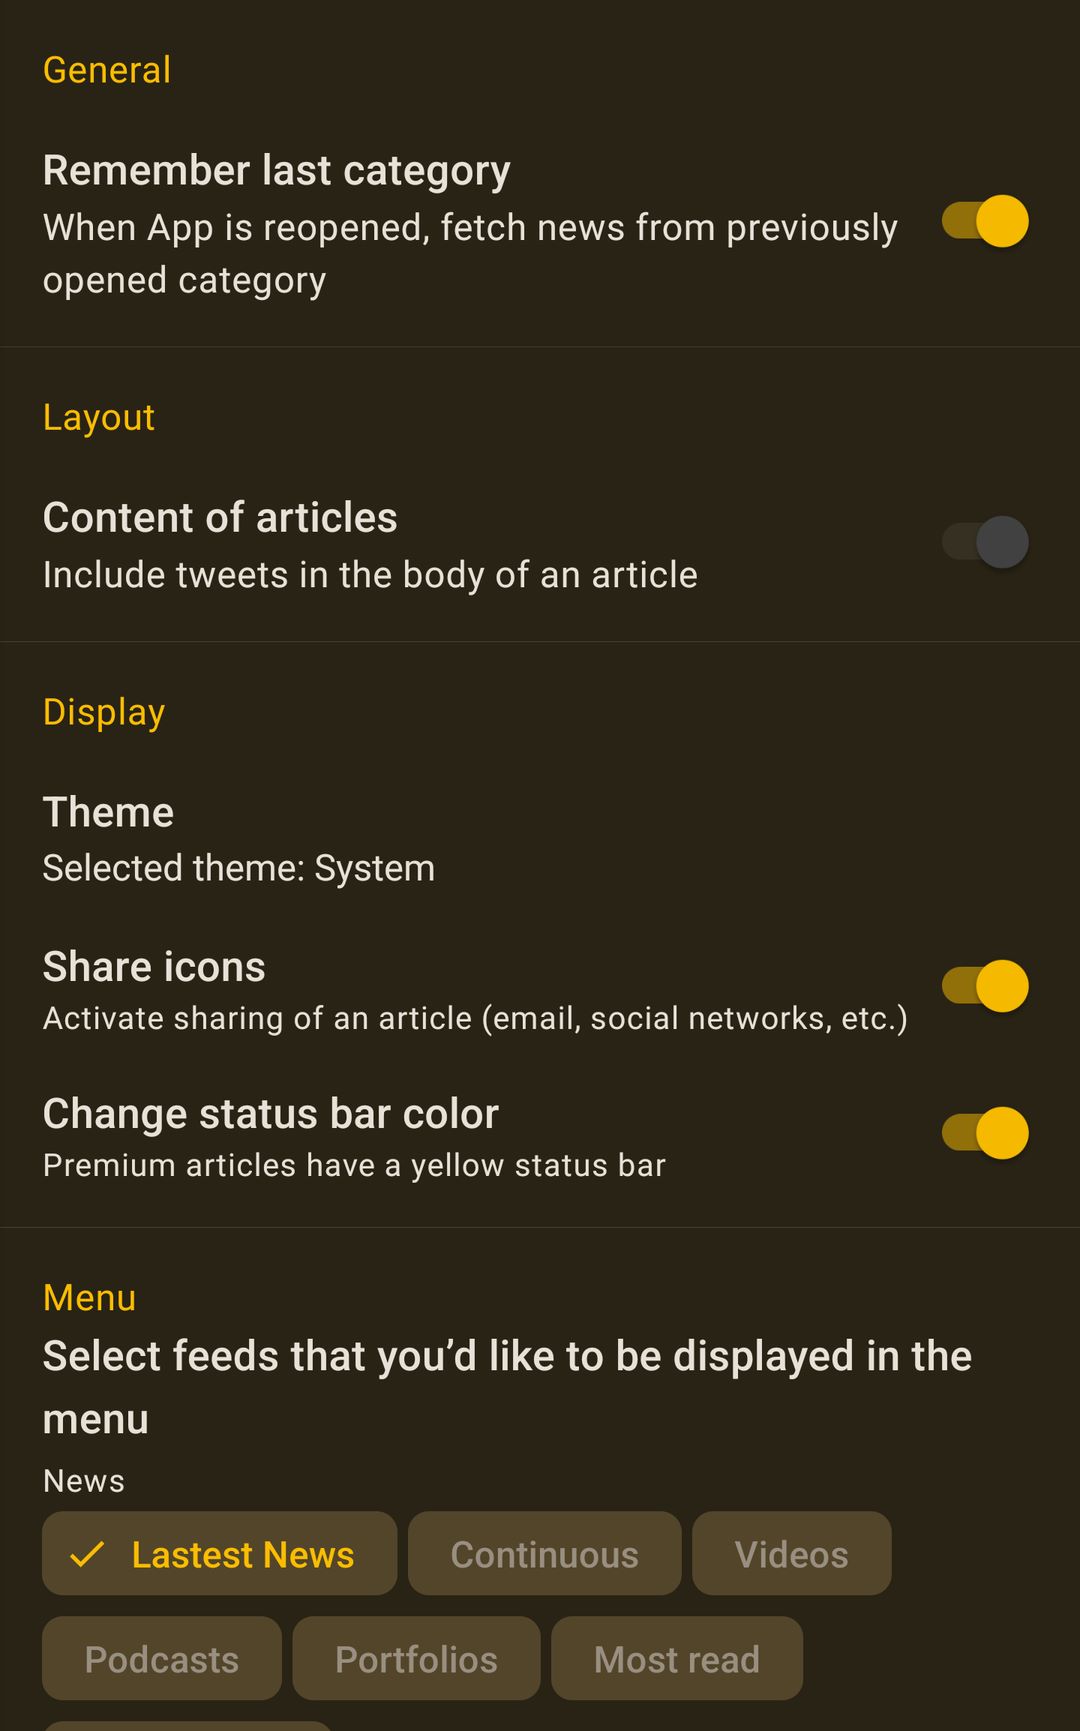 General
Remember last category
When App is reopened, fetch news from previously
opened category
Layout
Content of articles
Include tweets in the body of an article
Display
Theme
Selected theme: System
Share icons
Activate sharing of an article (email, social networks, etc.)
Change status bar color
Premium articles have a yellow status bar
Menu
Select feeds that you’d like to be displayed in the
menu
News
Lastest News Continuous Videos
Podcasts Portfolios Most read